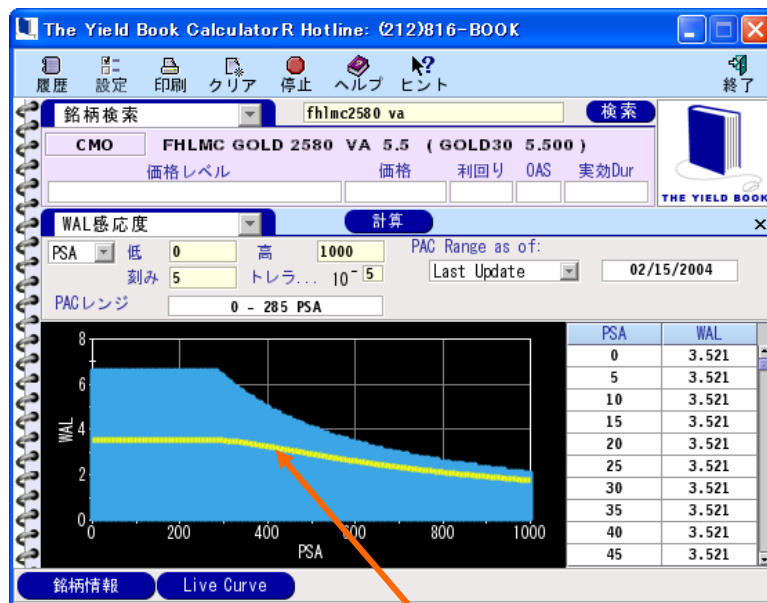 The Yield Book CalculatorR Hotline: (212)816-BOOK
履歴 設定 印刷 クリア 停止 ヘルプ ヒント 終了
銘柄検索 fhlmc2580 va 検索
CMO FHLMC GOLD 2580 VA 5.5 ( GOLD30 5.500 )
価格レベル 価格 利回り OAS 実効Dur
THE YIELD BOOK
WAL感応度 計算
PSA 低 0 高 1000 PAC Range as of:
刻み 5 トレラ... 10⁻ 5 Last Update 02/15/2004
PACレンジ 0 - 285 PSA
PSA WAL
0 3.521
5 3.521
10 3.521
15 3.521
20 3.521
25 3.521
30 3.521
35 3.521
40 3.521
45 3.521
8
6
4
2
0
WAL
0 200 400 600 800 1000
PSA
銘柄情報 Live Curve